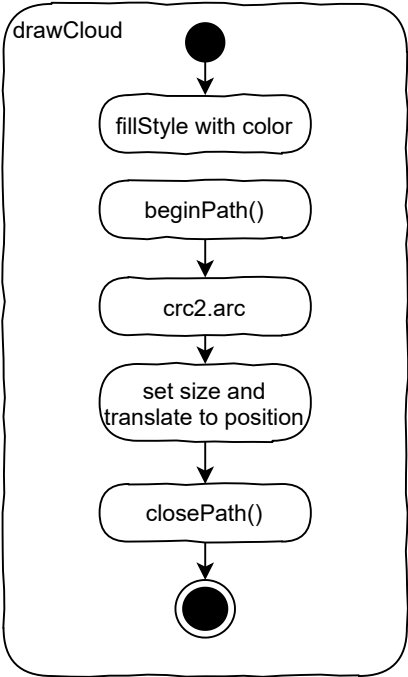 drawCloud
fillStyle with color
beginPath()
crc2.arc
set size and
translate to position
closePath()